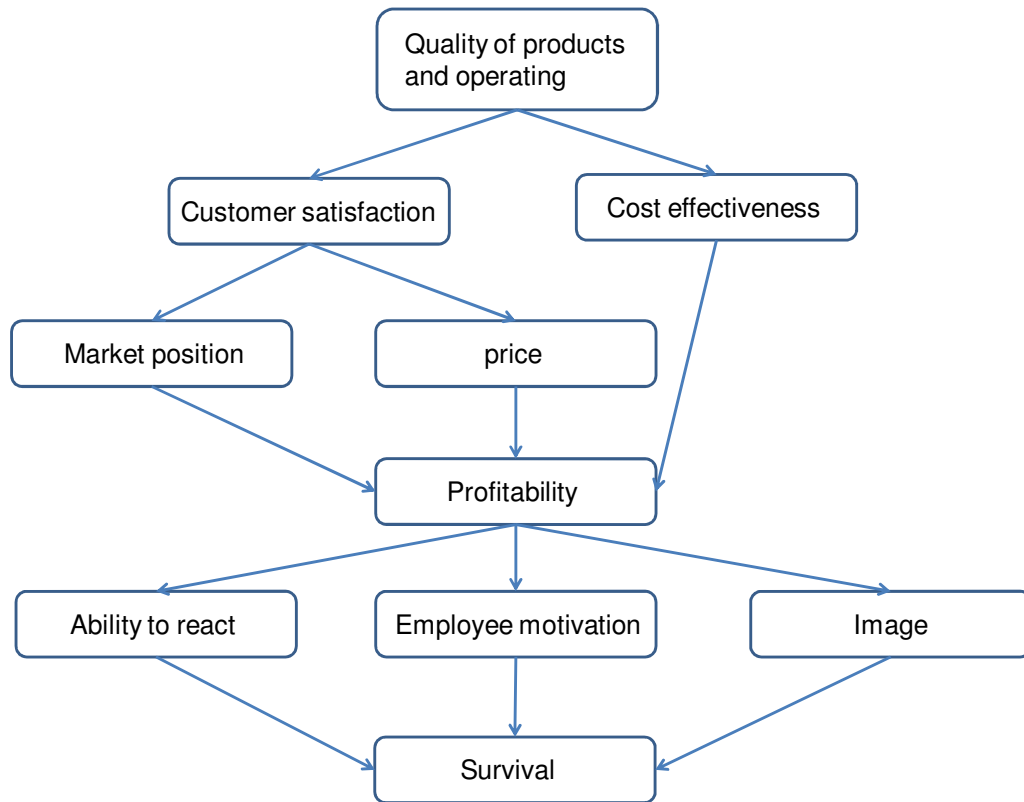 Quality of products
and operating
Customer satisfaction
Cost effectiveness
Market position
price
Profitability
Ability to react
Employee motivation
Image
Survival